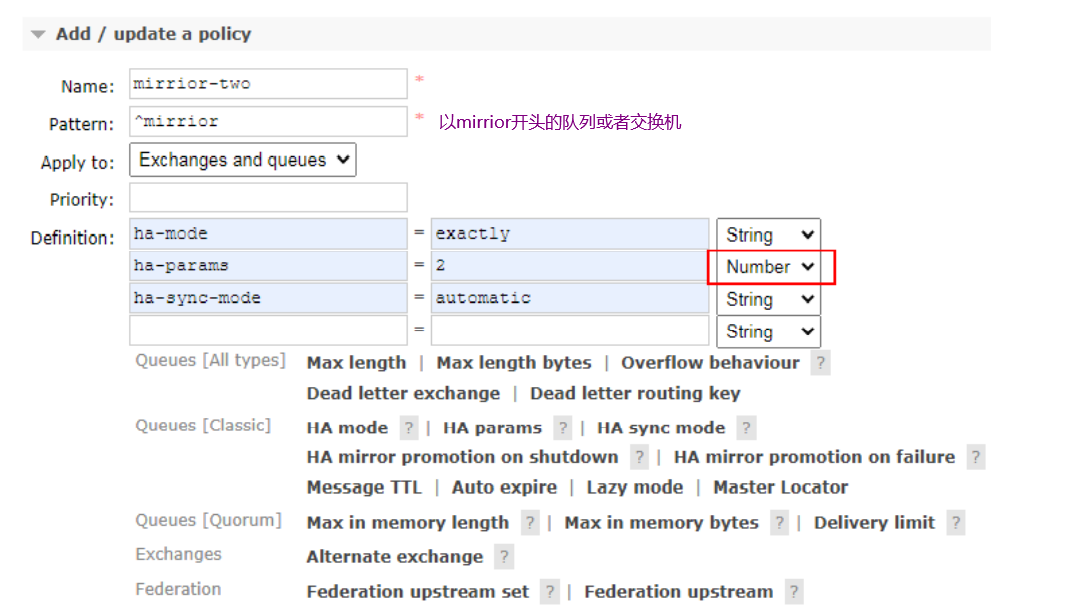 Add / update a policy
Name: mirrior-two *
Pattern: ^mirrior * 以mirrior开头的队列或者交换机
Apply to: Exchanges and queues
Priority:
Definition: ha-mode = exactly String
ha-params = 2 Number
ha-sync-mode = automatic String
= String
Queues [All types] Max length | Max length bytes | Overflow behaviour ?
Dead letter exchange | Dead letter routing key
Queues [Classic] HA mode ? | HA params ? | HA sync mode ?
HA mirror promotion on shutdown ? | HA mirror promotion on failure ?
Message TTL | Auto expire | Lazy mode | Master Locator
Queues [Quorum] Max in memory length ? | Max in memory bytes ? | Delivery limit ?
Exchanges Alternate exchange ?
Federation Federation upstream set ? | Federation upstream ?